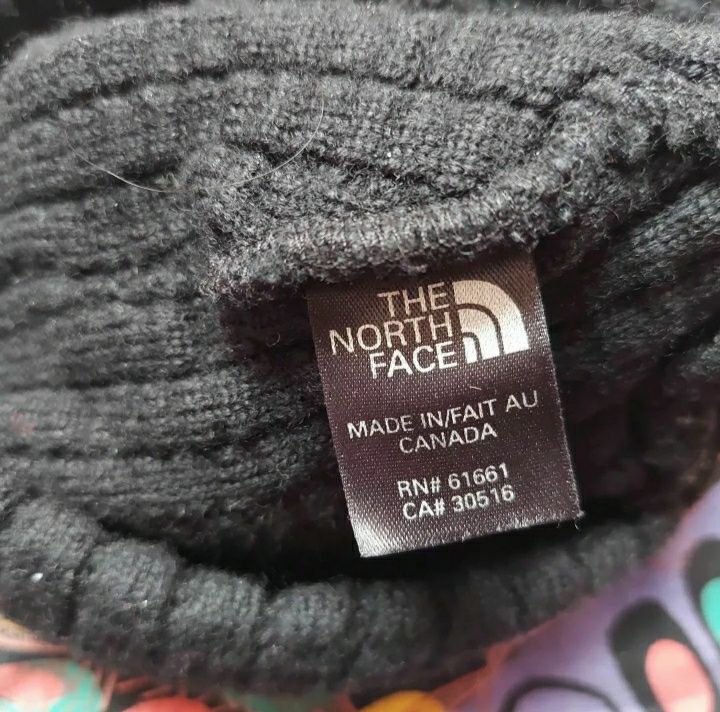 THE
NORTH
FACE
MADE IN/FAIT AU
CANADA
RN# 61661
CA# 30516